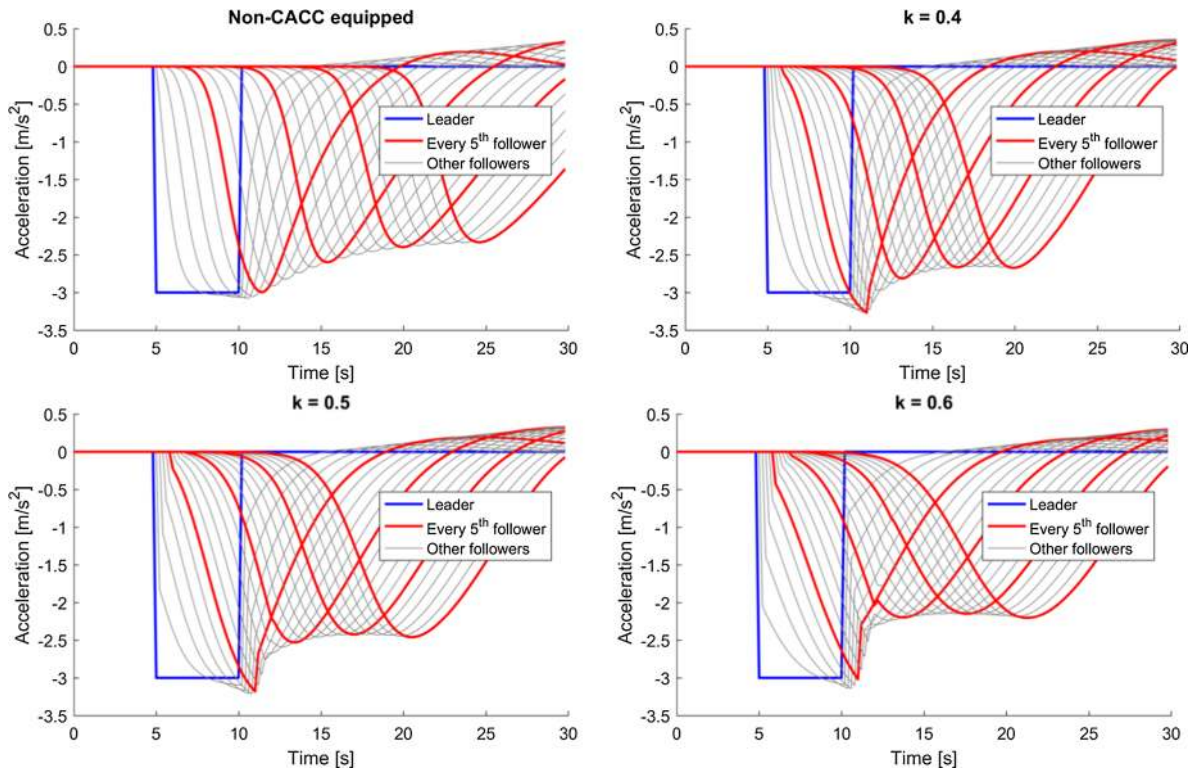 Non-CACC equipped
0.5
0
-0.5
-1
-1.5
-2
-2.5
-3
-3.5
Acceleration [m/s²]
Leader
Every 5th follower
Other followers
0 5 10 15 20 25 30
Time [s]
k = 0.4
0.5
0
-0.5
-1
-1.5
-2
-2.5
-3
-3.5
Acceleration [m/s²]
Leader
Every 5th follower
Other followers
0 5 10 15 20 25 30
Time [s]
k = 0.5
0.5
0
-0.5
-1
-1.5
-2
-2.5
-3
-3.5
Acceleration [m/s²]
Leader
Every 5th follower
Other followers
0 5 10 15 20 25 30
Time [s]
k = 0.6
0.5
0
-0.5
-1
-1.5
-2
-2.5
-3
-3.5
Acceleration [m/s²]
Leader
Every 5th follower
Other followers
0 5 10 15 20 25 30
Time [s]